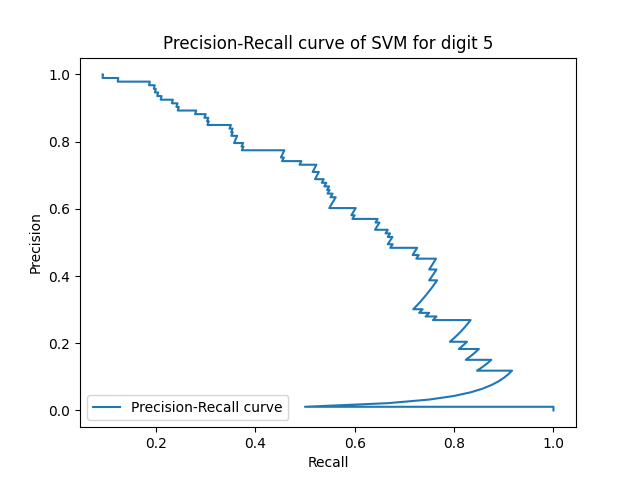 Precision-Recall curve of SVM for digit 5
1.0
0.8
0.6
0.4
0.2
0.0
Precision
Precision-Recall curve
0.2 0.4 0.6 0.8 1.0
Recall